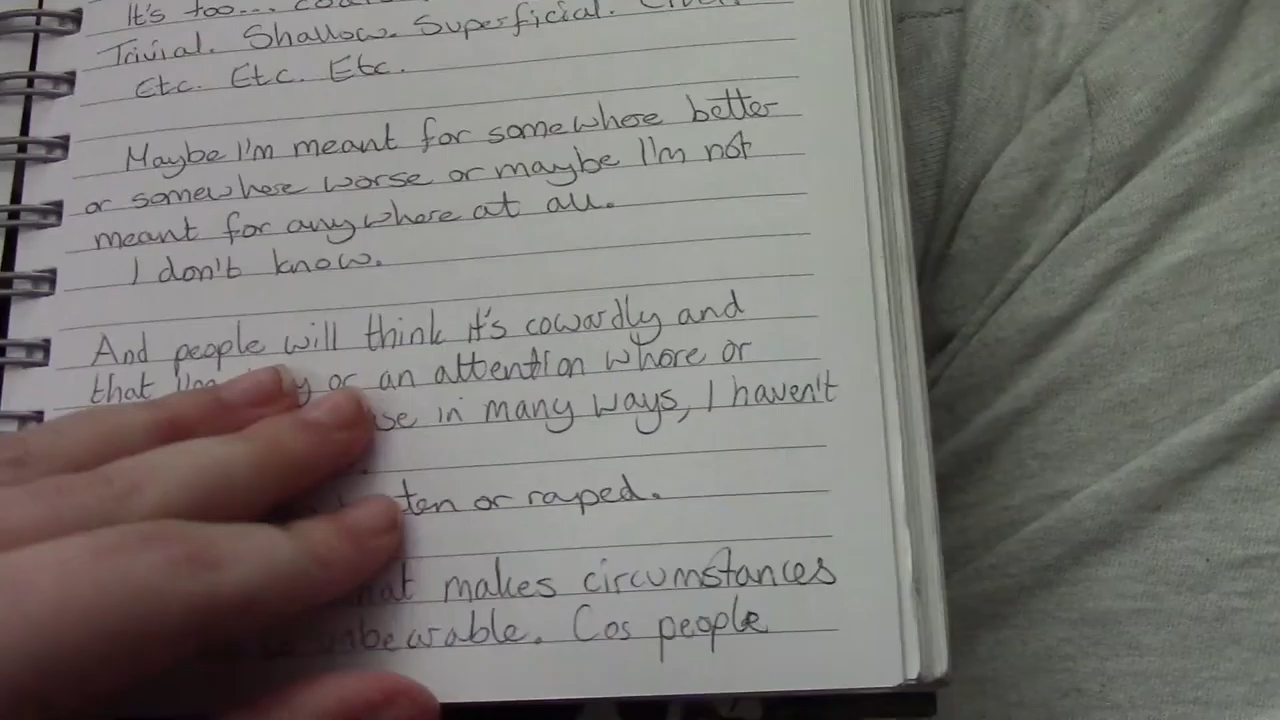 It's too...
Trivial. Shallow. Superficial.
Etc. Etc. Etc.
Maybe I'm meant for somewhere better
or somewhere worse or maybe I'm not
meant for anywhere at all.
I don't know.
And people will think it's cowardly and
that or an attention whore or
in many ways, I haven't
or raped.
makes circumstances
Cos people